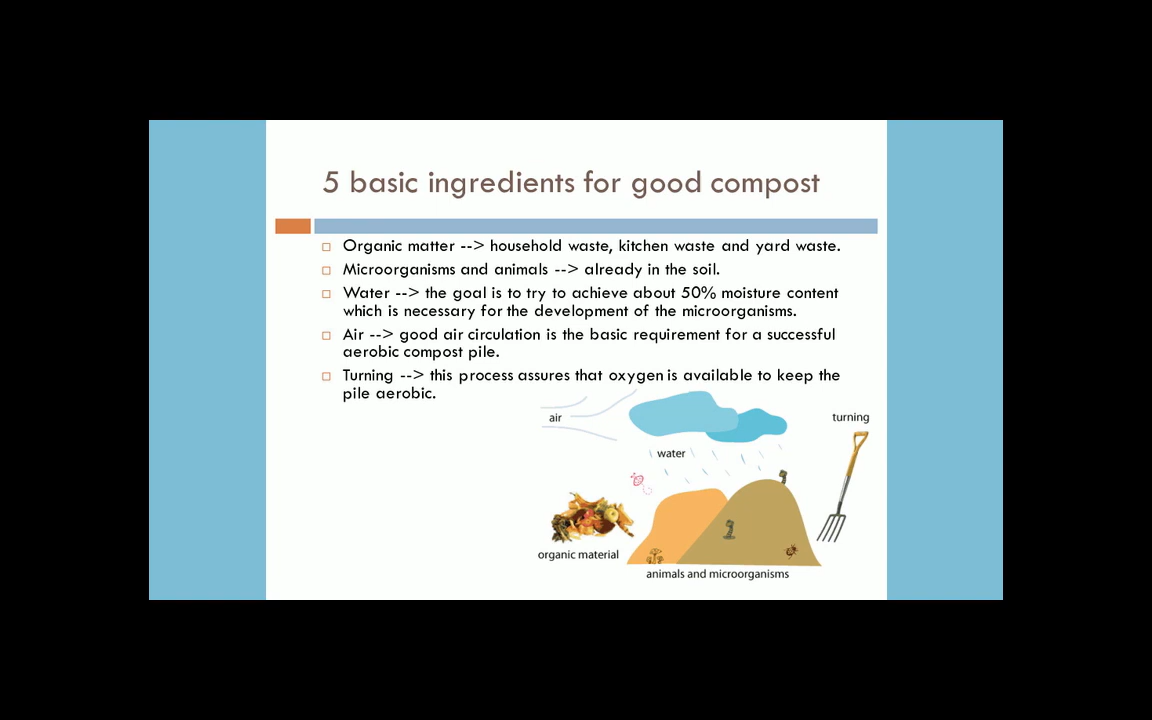 5 basic ingredients for good compost
Organic matter --> household waste, kitchen waste and yard waste.
Microorganisms and animals --> already in the soil.
Water --> the goal is to try to achieve about 50% moisture content
which is necessary for the development of the microorganisms.
Air --> good air circulation is the basic requirement for a successful
aerobic compost pile.
Turning --> this process assures that oxygen is available to keep the
pile aerobic.
air
turning
water
organic material
animals and microorganisms